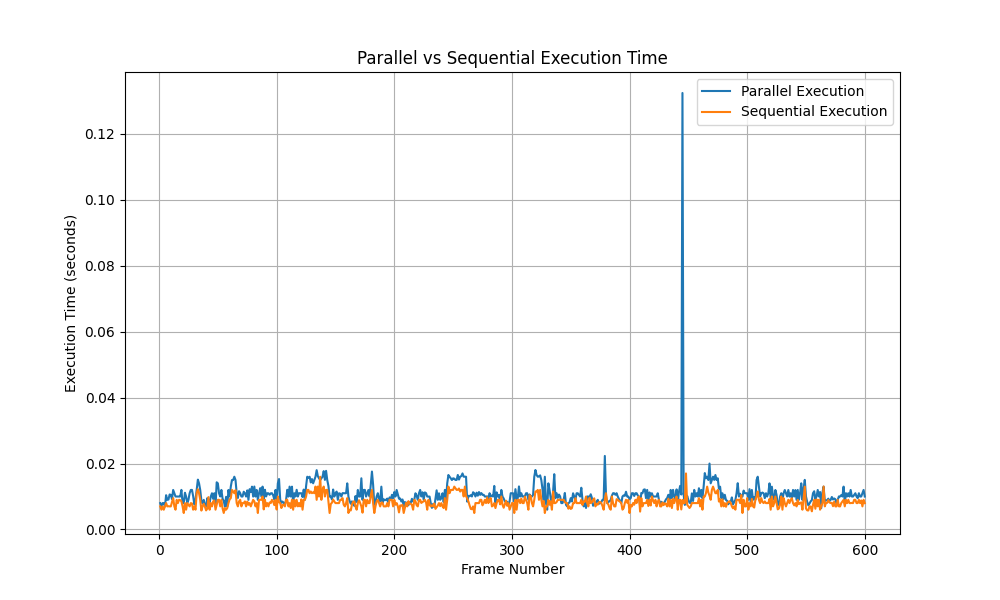 Parallel vs Sequential Execution Time
Parallel Execution
Sequential Execution
Execution Time (seconds)
0.12
0.10
0.08
0.06
0.04
0.02
0.00
0 100 200 300 400 500 600
Frame Number